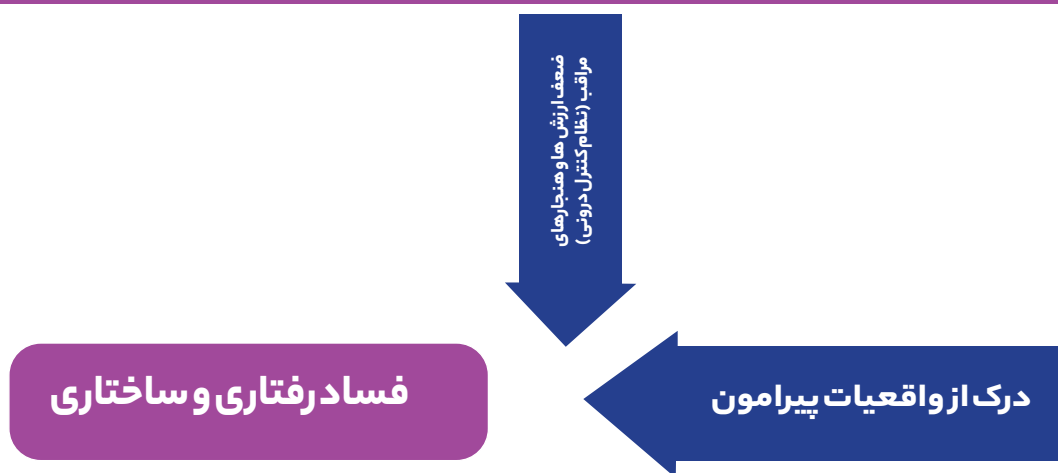 ضعف ارزش ها و هنجارهای
مراقب (نظام کنترل درونی)
درک از واقعیات پیرامون
فساد رفتاری و ساختاری